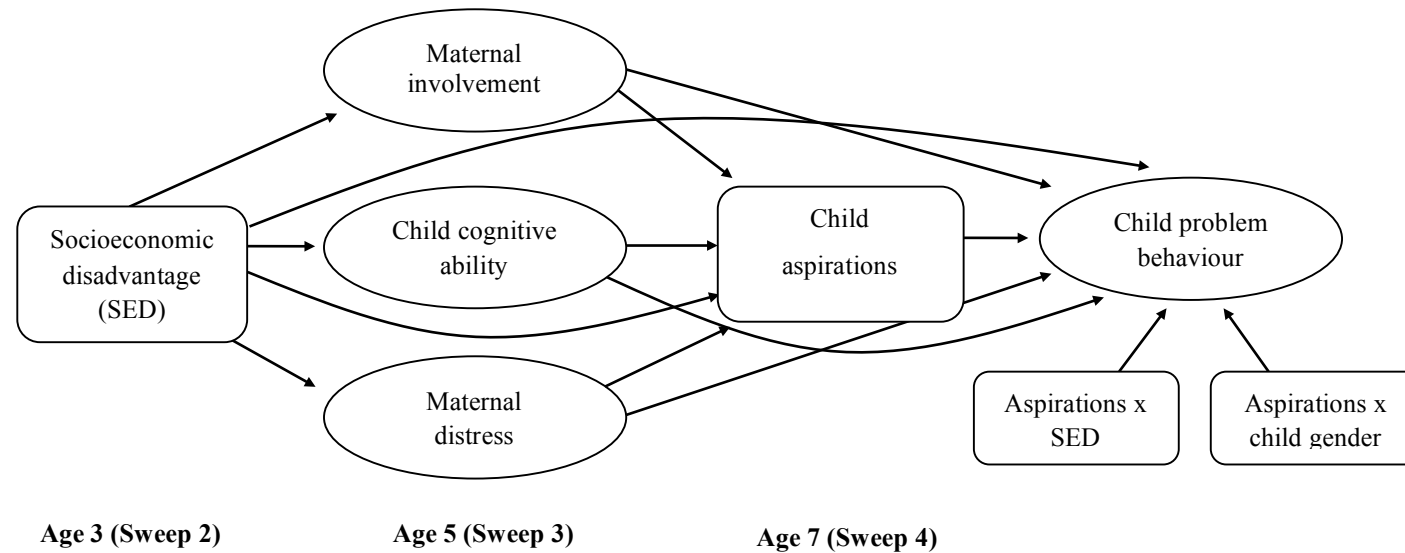 Maternal
involvement
Socioeconomic
disadvantage
(SED)
Child cognitive
ability
Child
aspirations
Child problem
behaviour
Maternal
distress
Aspirations x
SED
Aspirations x
child gender
Age 3 (Sweep 2)
Age 5 (Sweep 3)
Age 7 (Sweep 4)